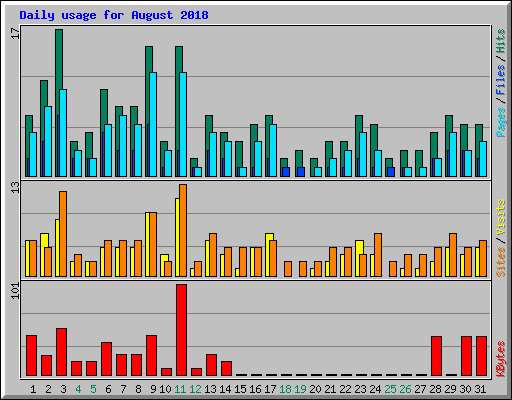 Daily usage for August 2018
17
Pages / Files / Hits
13
Sites / Visits
101
KBytes
1 2 3 4 5 6 7 8 9 10 11 12 13 14 15 16 17 18 19 20 21 22 23 24 25 26 27 28 29 30 31